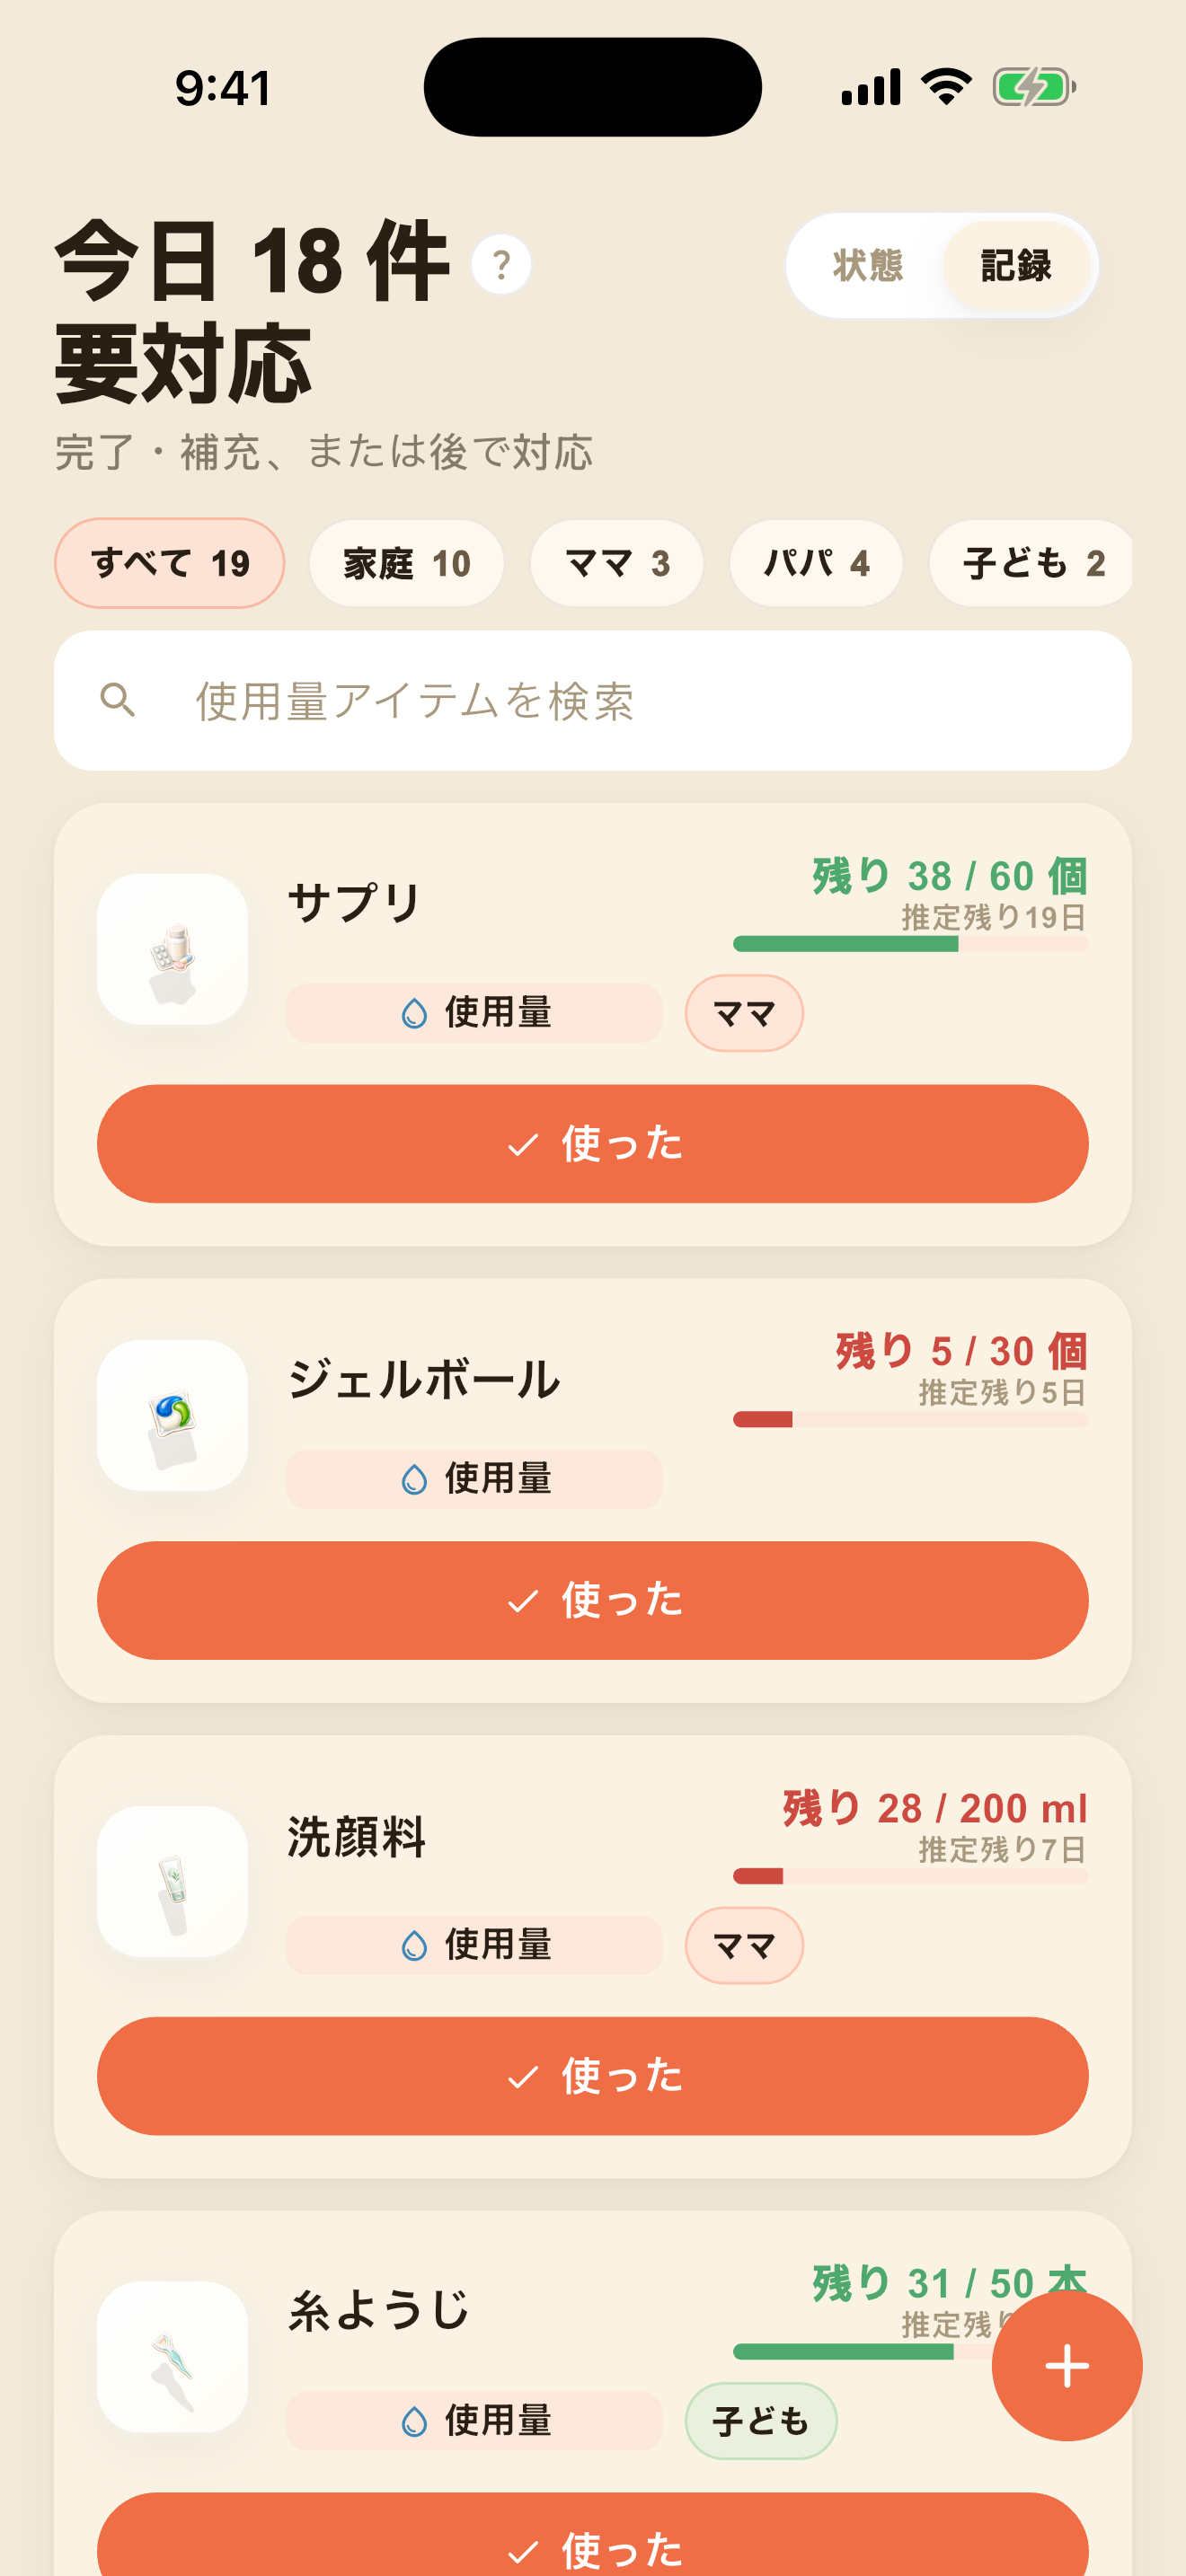 9:41
今日 18 件 ?
要対応
状態 記録
完了・補充、または後で対応
すべて 19 家庭 10 ママ 3 パパ 4 子ども 2
使用量アイテムを検索
サプリ
残り 38 / 60 個
推定残り19日
使用量 ママ
使った
ジェルボール
残り 5 / 30 個
推定残り5日
使用量
使った
洗顔料
残り 28 / 200 ml
推定残り7日
使用量 ママ
使った
糸ようじ
残り 31 / 50 本
推定残り
使用量 子ども
使った